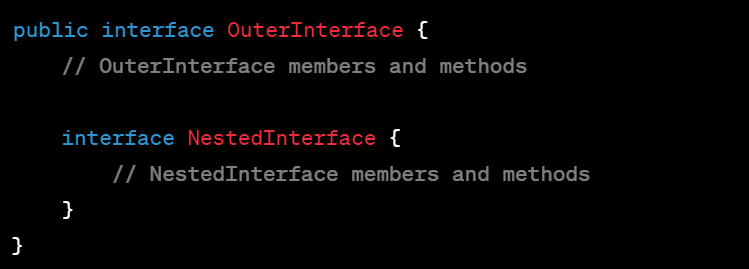 public interface OuterInterface {
// OuterInterface members and methods
interface NestedInterface {
// NestedInterface members and methods
}
}